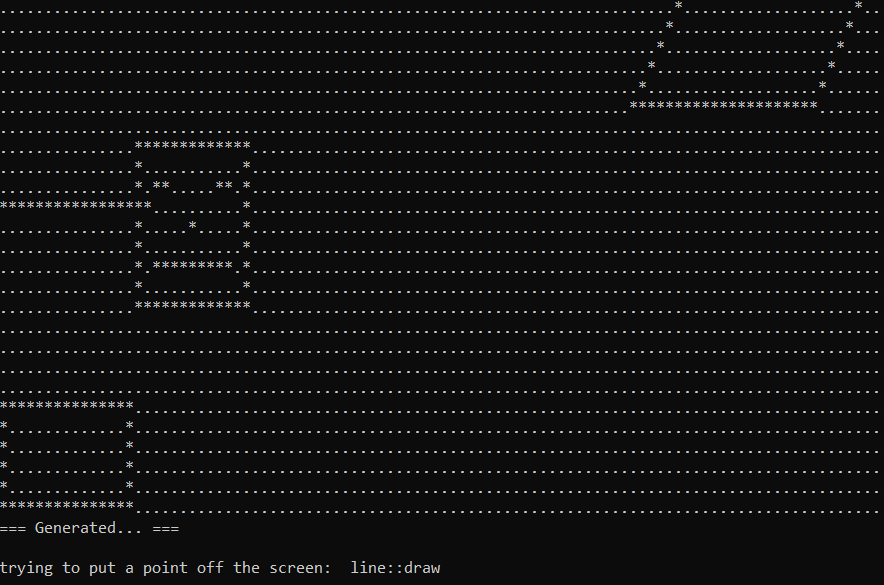 === Generated... ===
trying to put a point off the screen:  line::draw